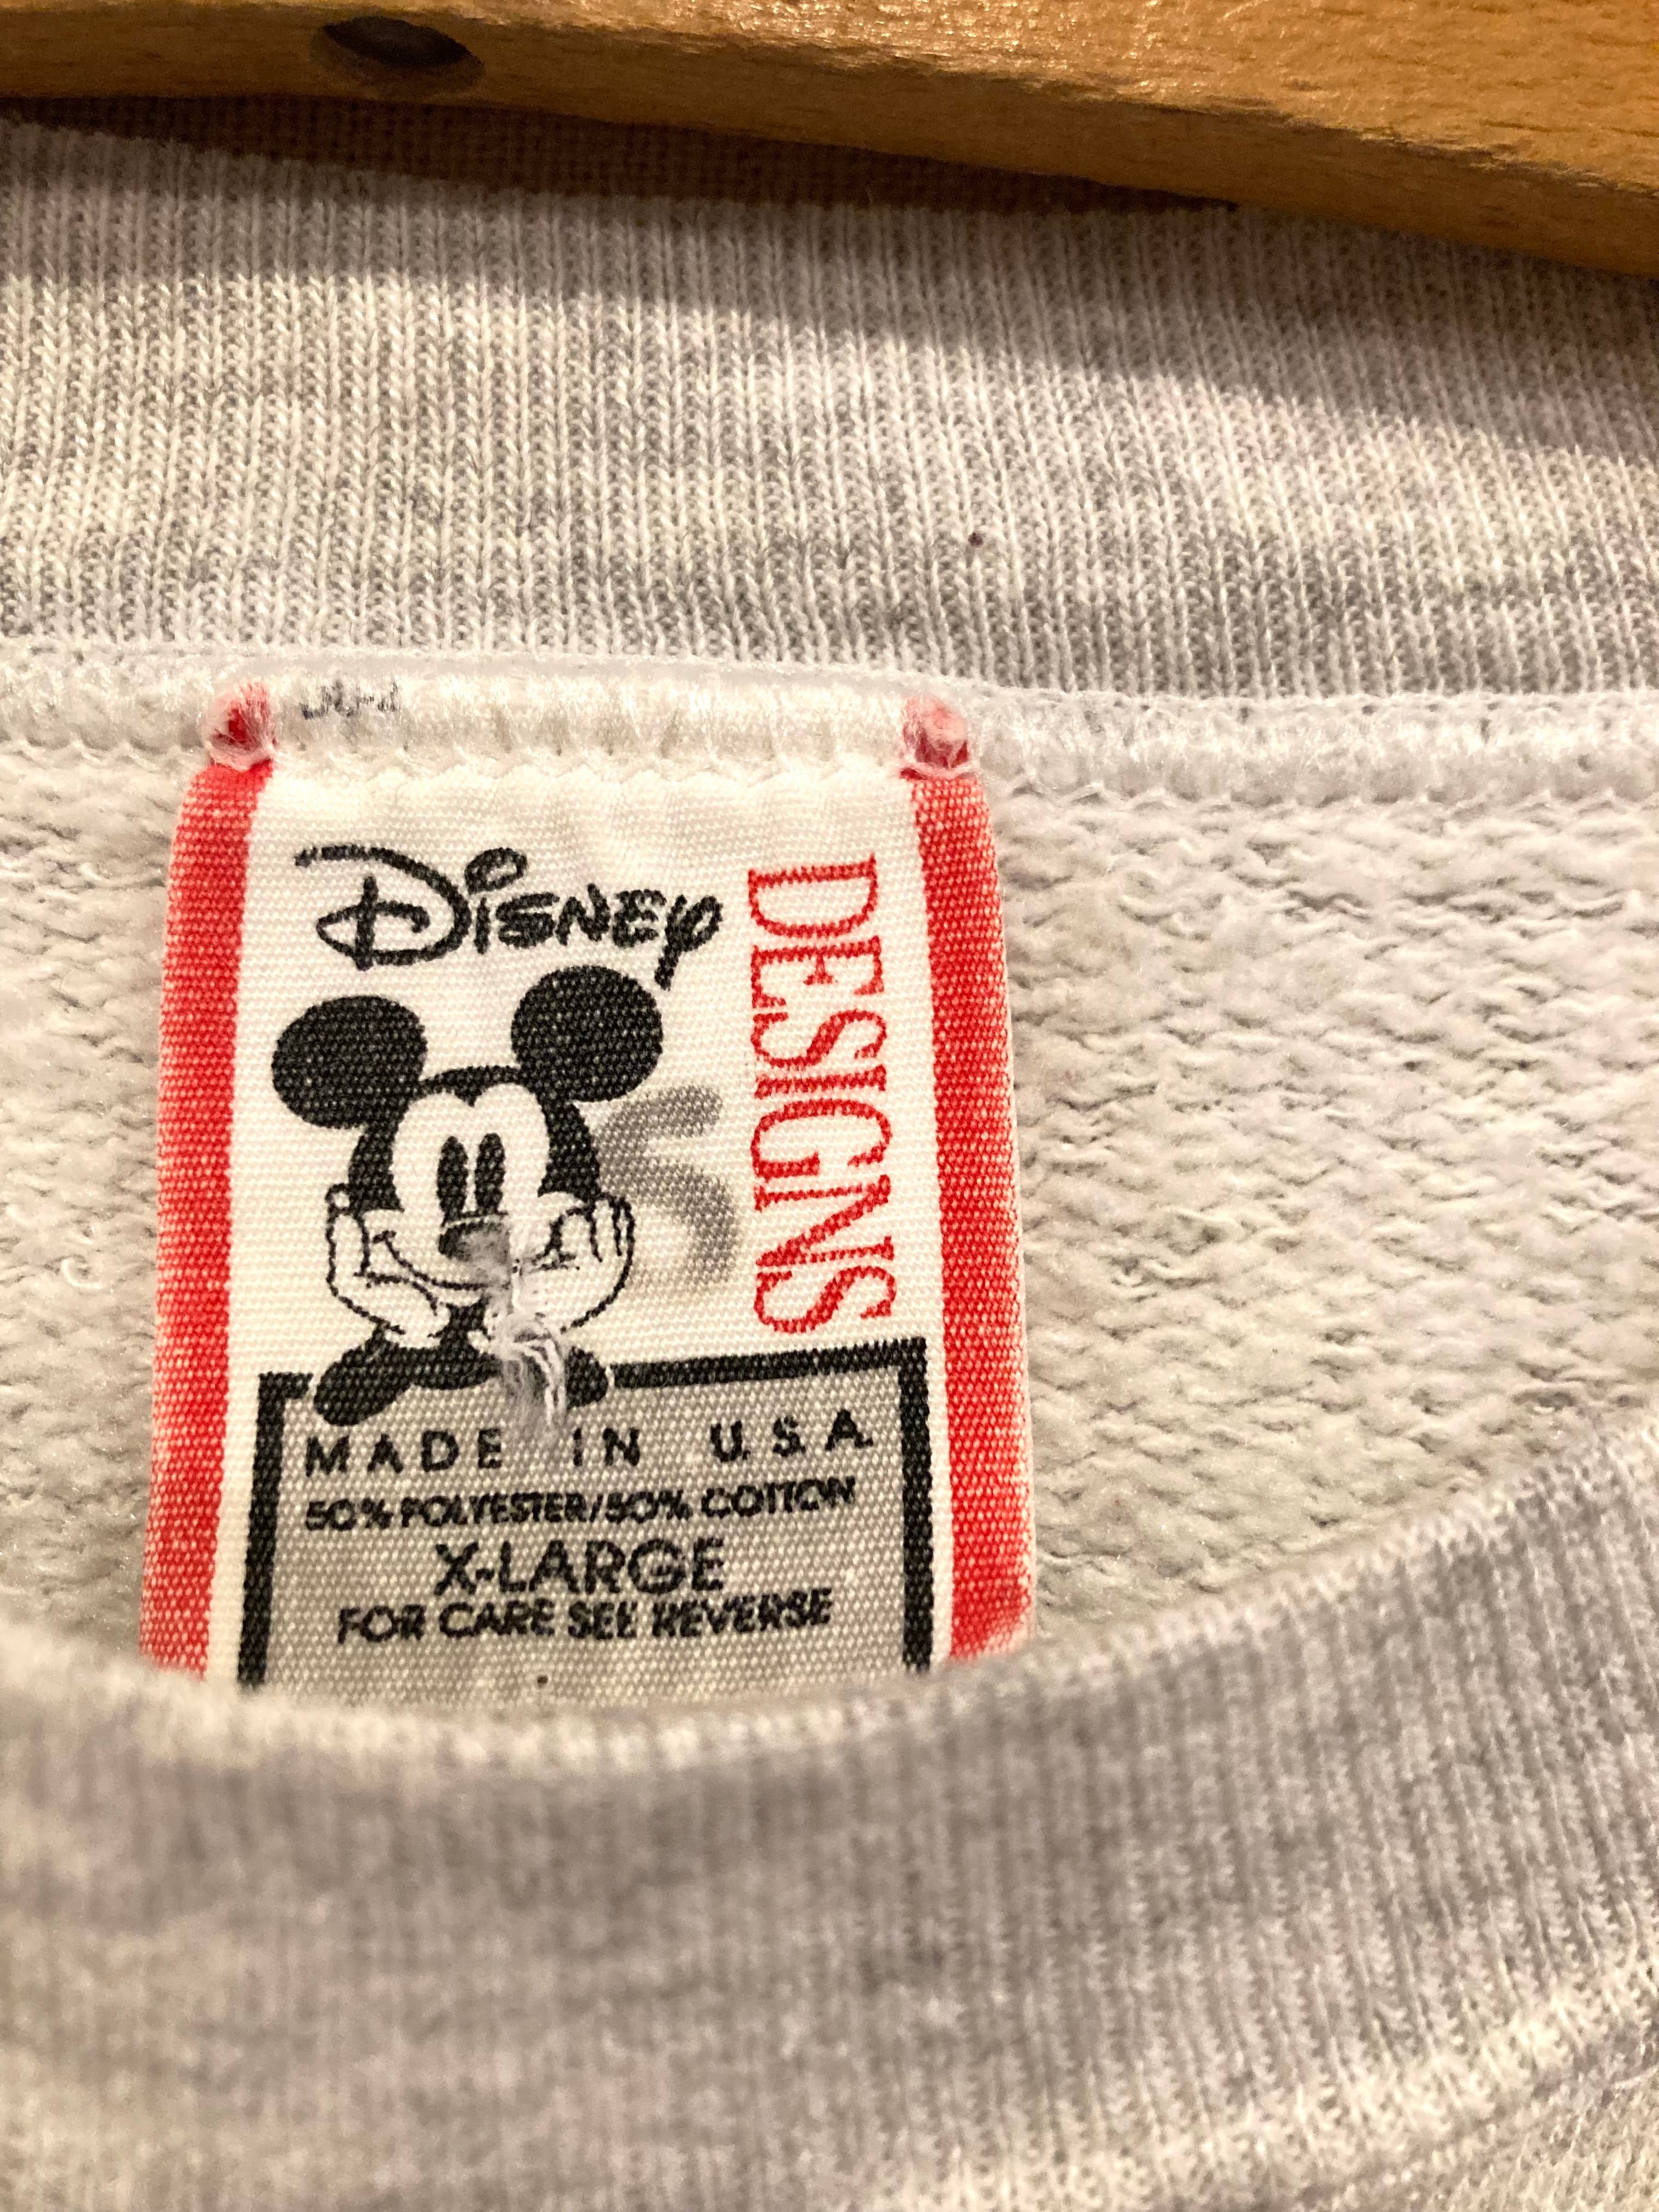 Disney
DESIGNS
MADE IN U.S.A.
50% POLYESTER/50% COTTON
X-LARGE
FOR CARE SEE REVERSE